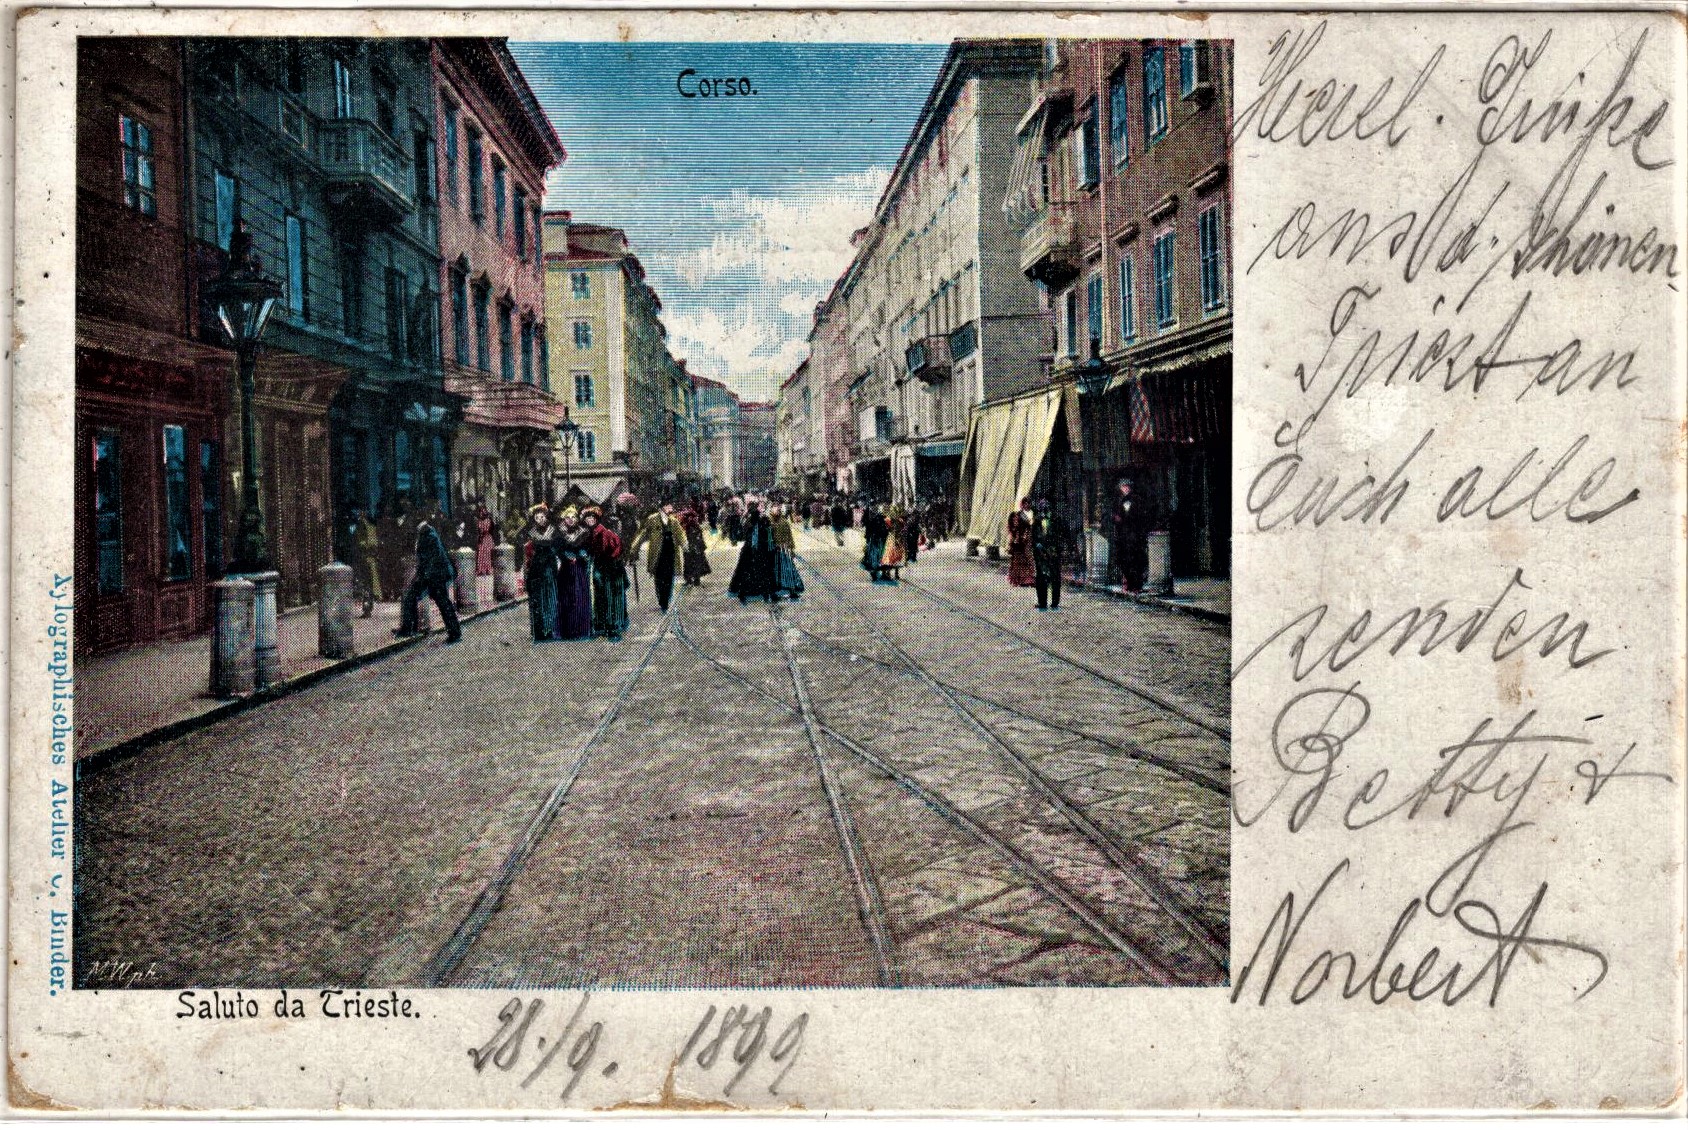 Corso.
Herzl. Grüße
aus d. schönen
Triest an
Euch alle
senden
Betty &
Norbert
Xylographisches Atelier v. Binder.
M.W.ph.
Saluto da Trieste.
28./9. 1899